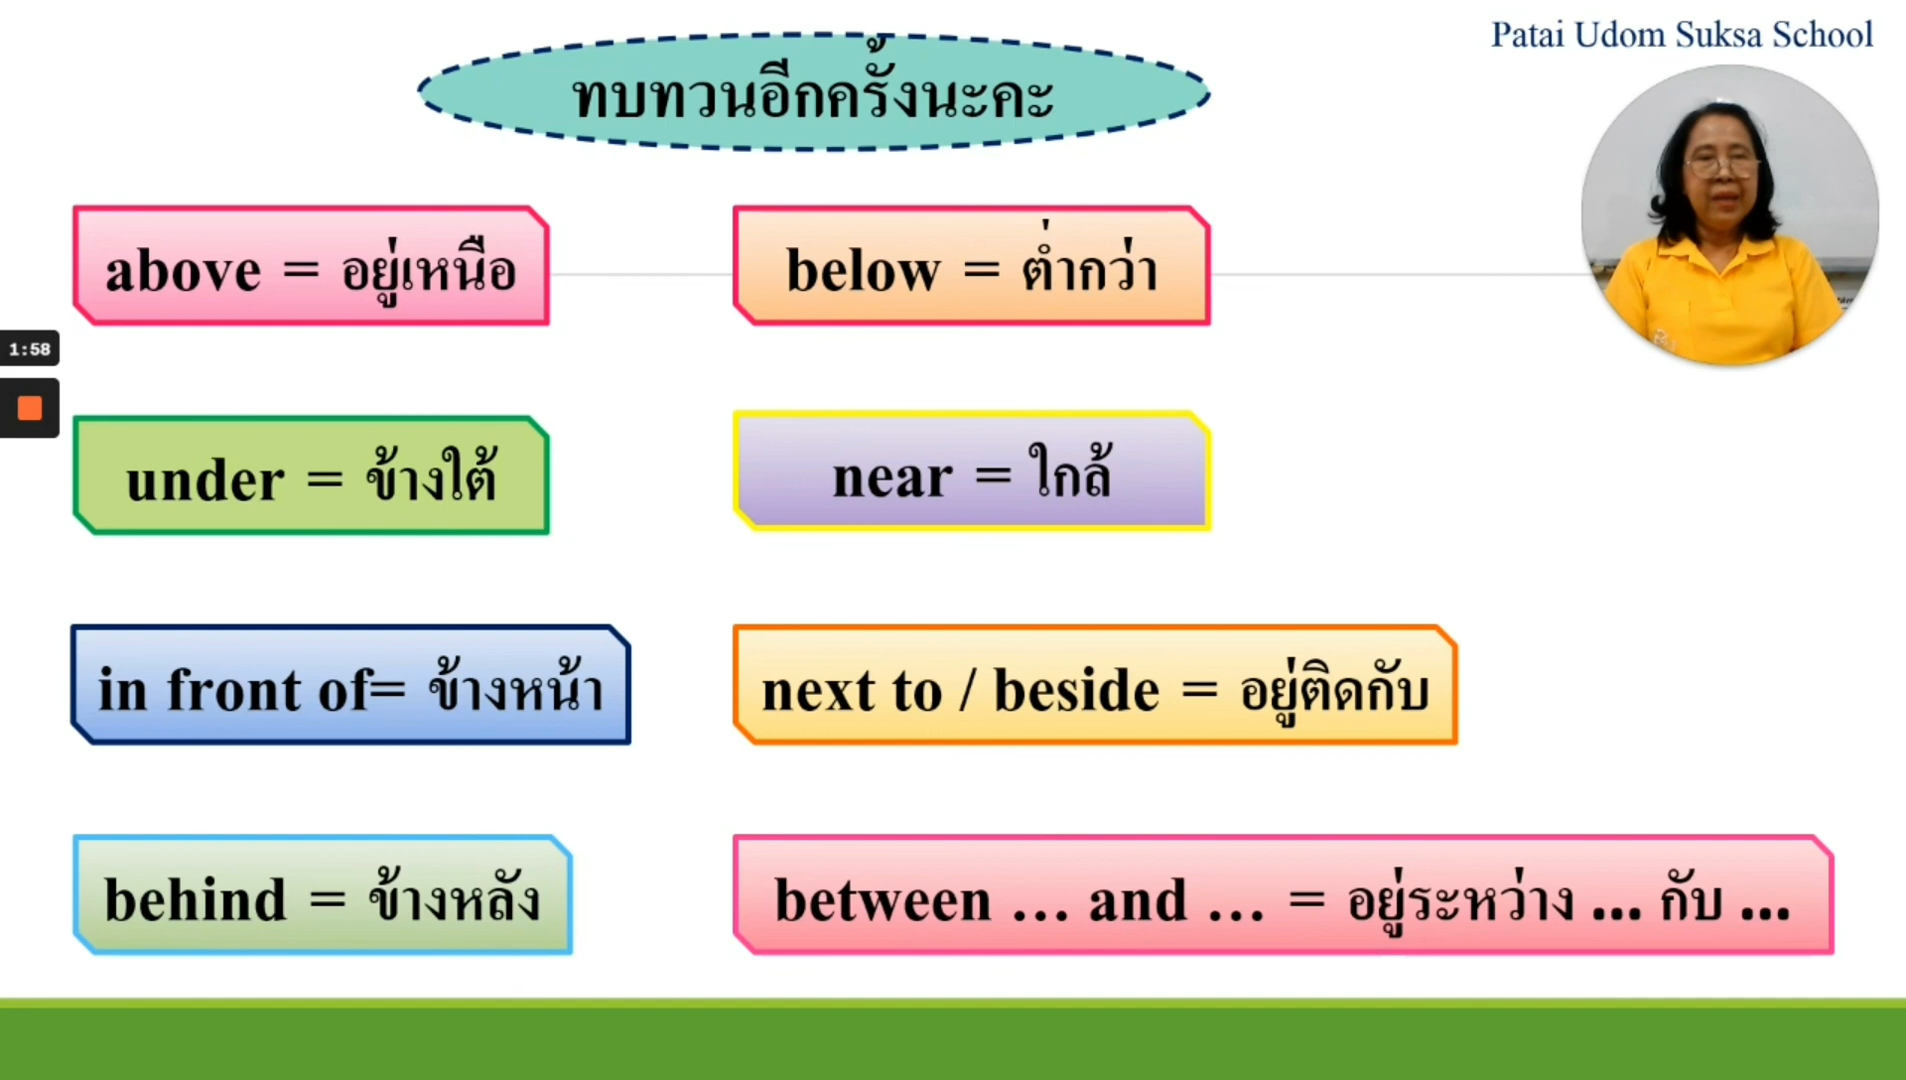 Patai Udom Suksa School
ทบทวนอีกครั้งนะคะ
above = อยู่เหนือ
below = ต่ำกว่า
1:58
under = ข้างใต้
near = ใกล้
in front of= ข้างหน้า
next to / beside = อยู่ติดกับ
behind = ข้างหลัง
between ... and ... = อยู่ระหว่าง ... กับ ...